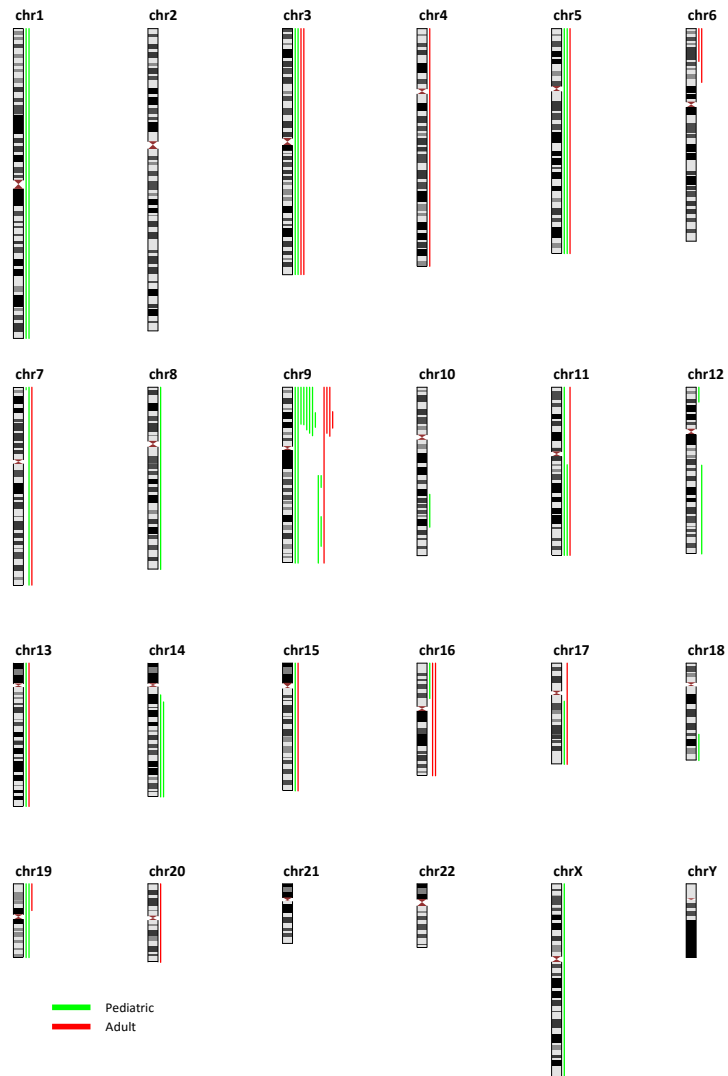 chr1 chr2 chr3 chr4 chr5 chr6
chr7 chr8 chr9 chr10 chr11 chr12
chr13 chr14 chr15 chr16 chr17 chr18
chr19 chr20 chr21 chr22 chrX chrY
Pediatric
Adult